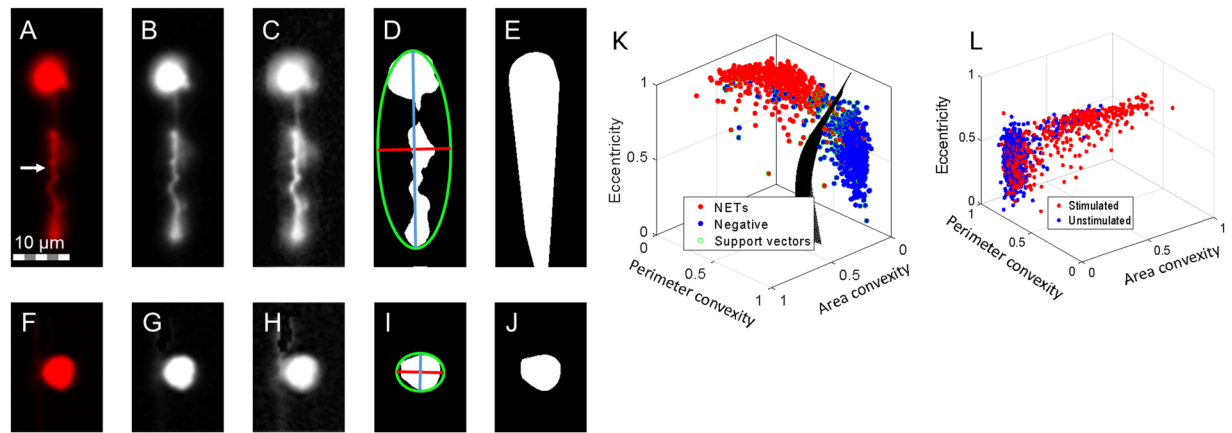 A
B
C
D
E
10 μm
F
G
H
I
J
K
Eccentricity
1
0.5
0
NETs
Negative
Support vectors
0
0.5
1
Perimeter convexity
1
0.5
0
Area convexity
L
Eccentricity
1
0.5
0
Stimulated
Unstimulated
1
0.5
0
Perimeter convexity
0
0.5
1
Area convexity